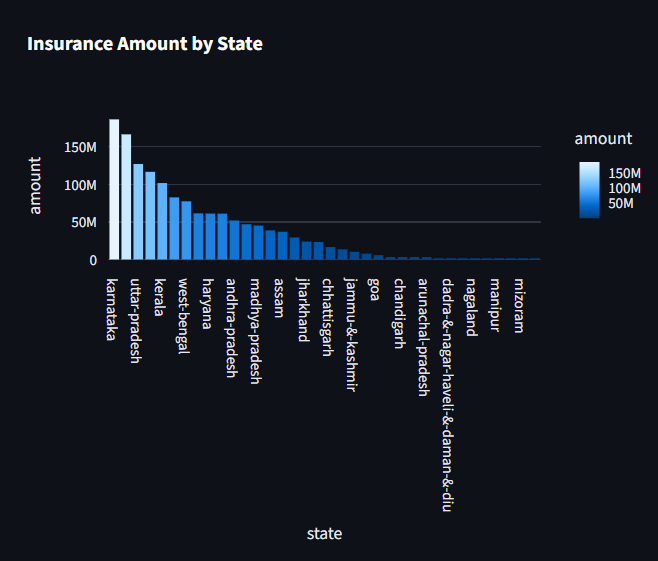 Insurance Amount by State
amount
150M
100M
50M
0
amount
150M
100M
50M
karnataka
uttar-pradesh
kerala
west-bengal
haryana
andhra-pradesh
madhya-pradesh
assam
jharkhand
chhattisgarh
jammu-&-kashmir
goa
chandigarh
arunachal-pradesh
dadra-&-nagar-haveli-&-daman-&-diu
nagaland
manipur
mizoram
state